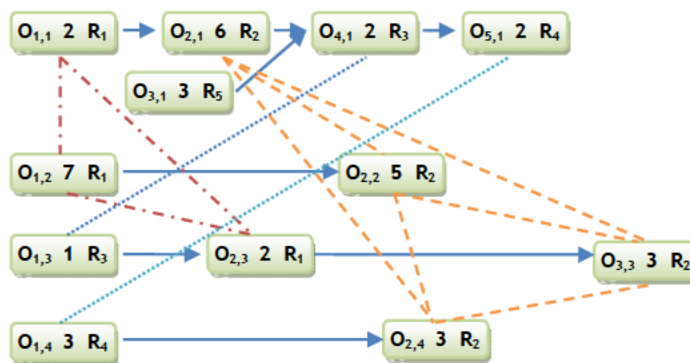 O1,1 2 R1 O2,1 6 R2 O4,1 2 R3 O5,1 2 R4
O3,1 3 R5
O1,2 7 R1 O2,2 5 R2
O1,3 1 R3 O2,3 2 R1 O3,3 3 R2
O1,4 3 R4 O2,4 3 R2